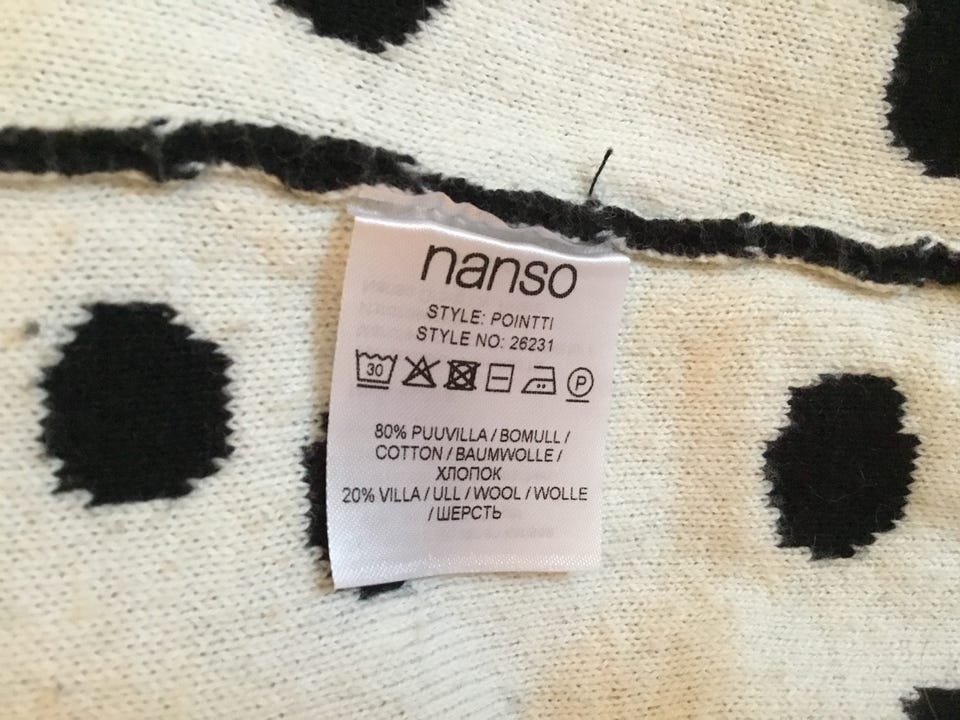 nanso
STYLE: POINTTI
STYLE NO: 26231
30 P
80% PUUVILLA / BOMULL /
COTTON / BAUMWOLLE /
ХЛОПОК
20% VILLA / ULL / WOOL / WOLLE
/ ШЕРСТЬ